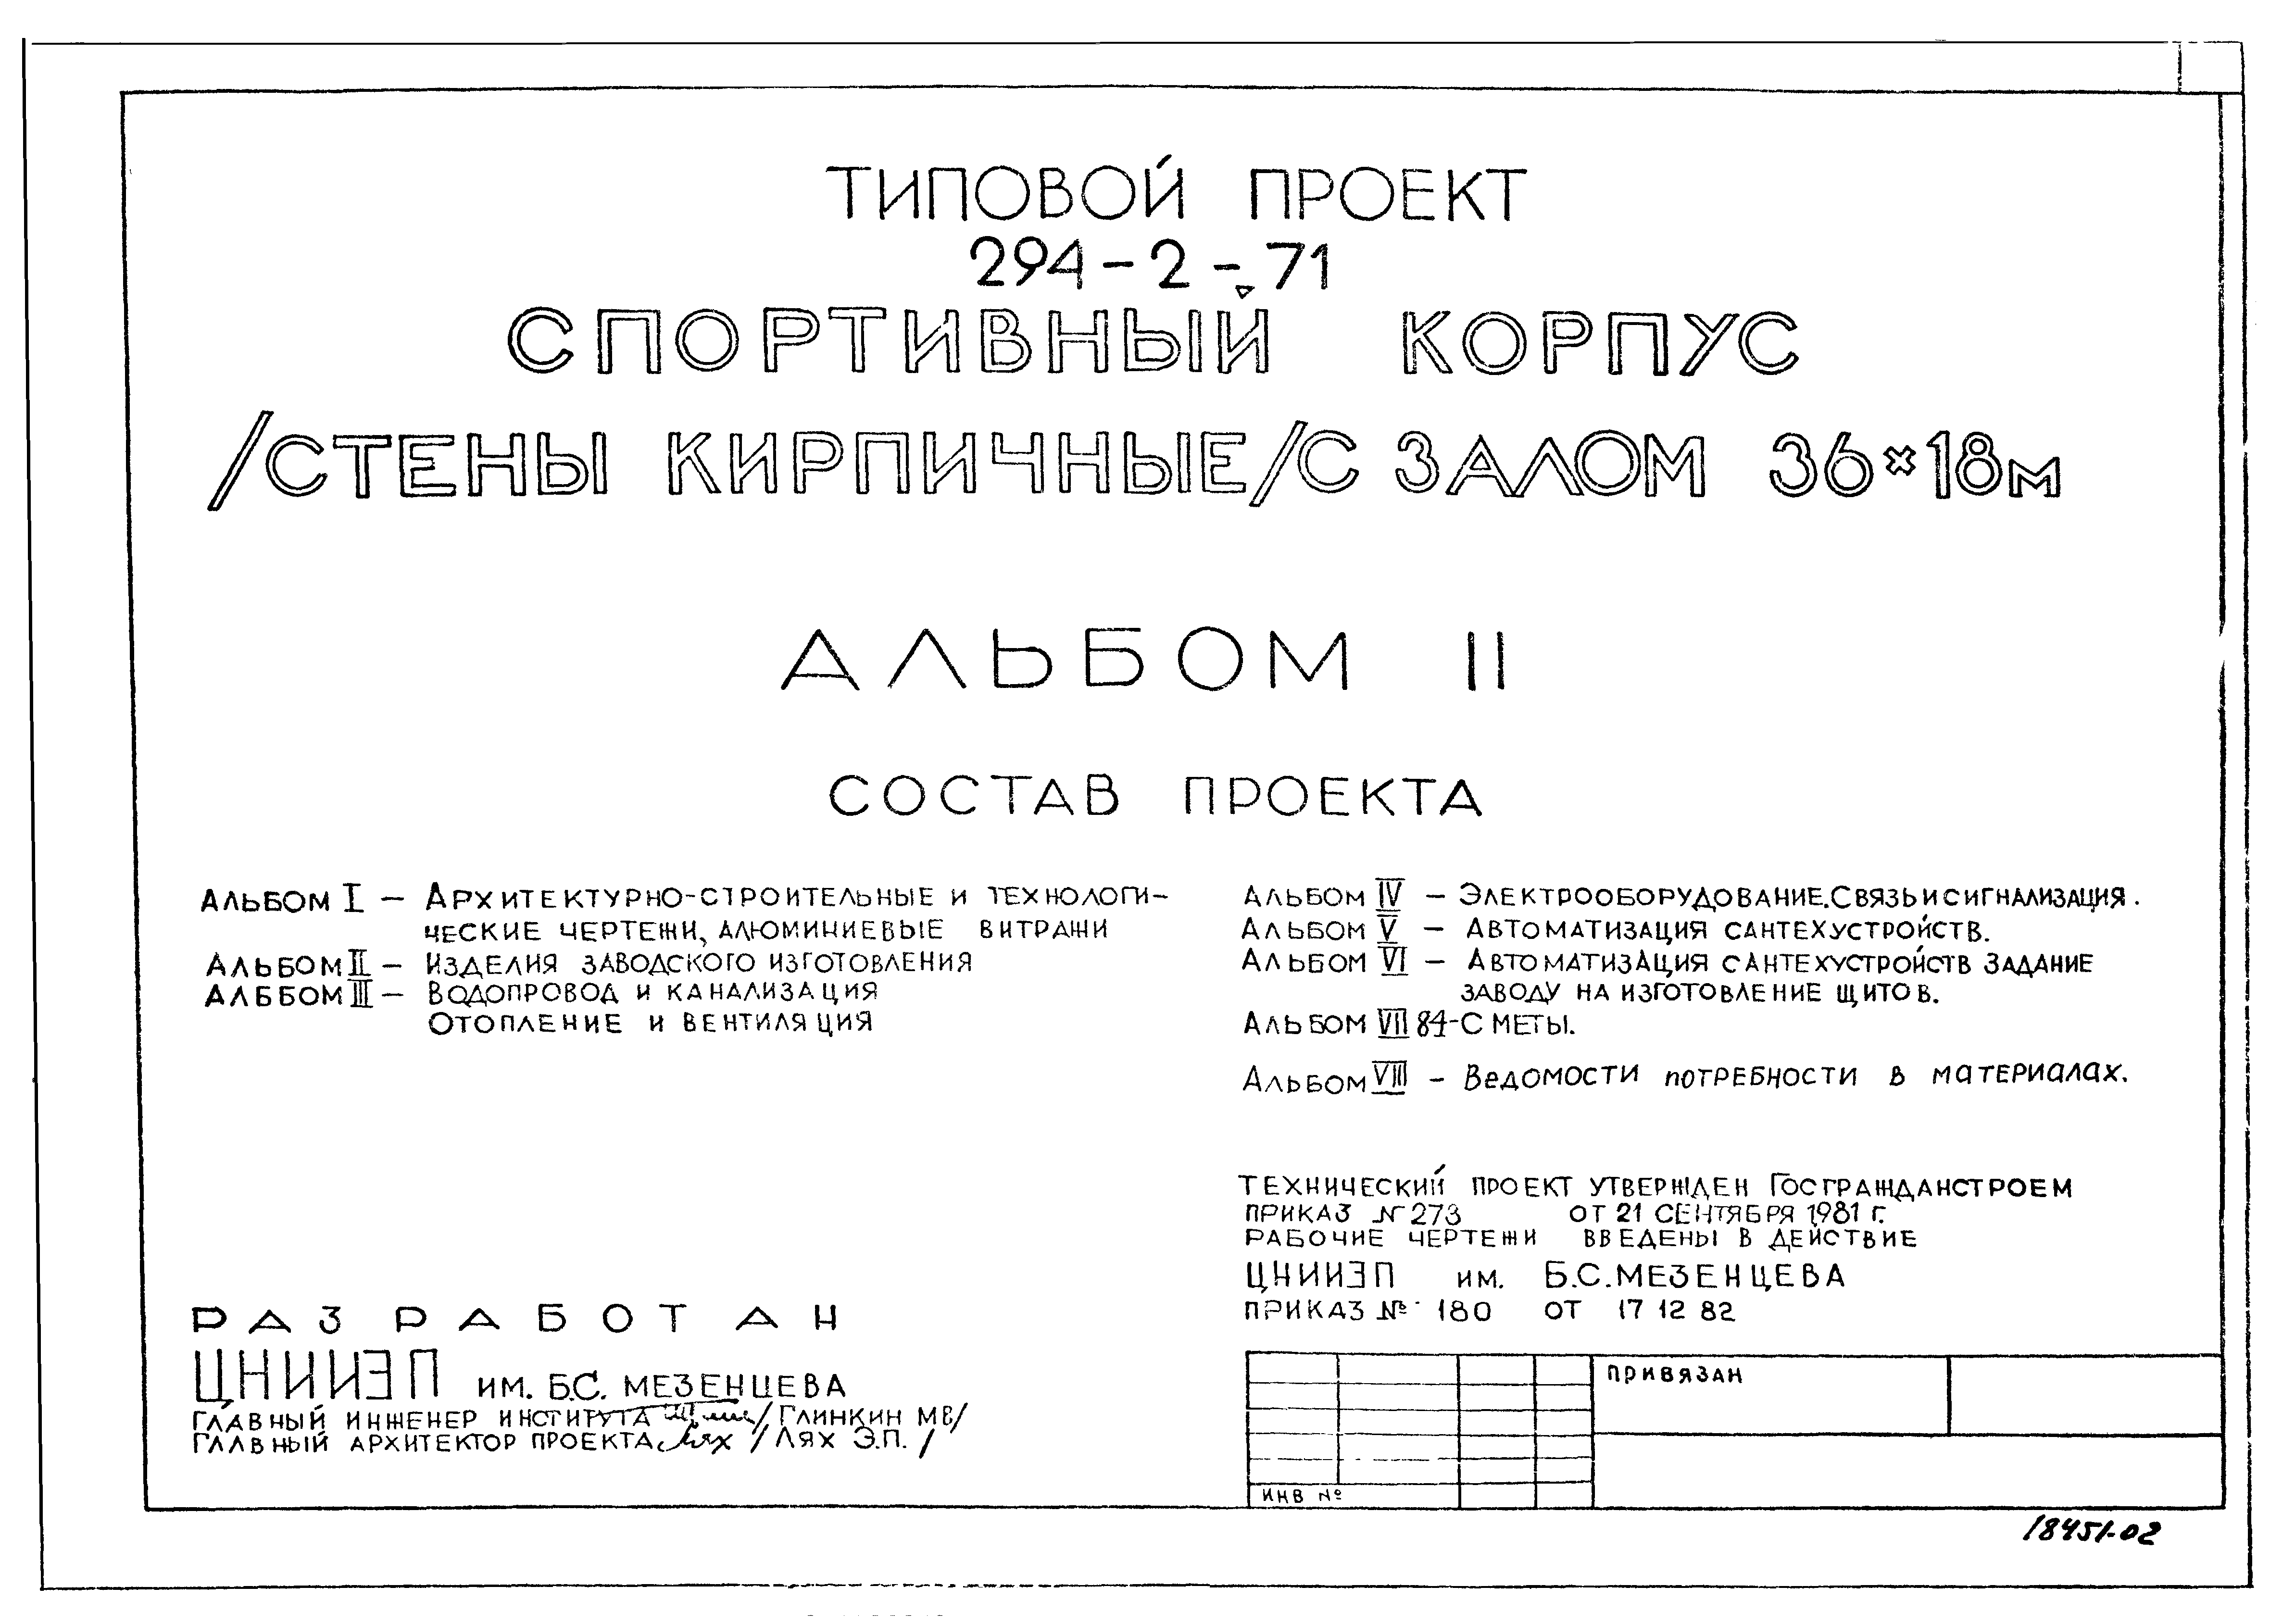 ТИПОВОЙ ПРОЕКТ
294-2-71
СПОРТИВНЫЙ КОРПУС
/СТЕНЫ КИРПИЧНЫЕ/С ЗАЛОМ 36×18м
АЛЬБОМ II
СОСТАВ ПРОЕКТА
АЛЬБОМ I — АРХИТЕКТУРНО-СТРОИТЕЛЬНЫЕ И ТЕХНОЛОГИ-
ЧЕСКИЕ ЧЕРТЕЖИ, АЛЮМИНИЕВЫЕ ВИТРАЖИ
АЛЬБОМ II — ИЗДЕЛИЯ ЗАВОДСКОГО ИЗГОТОВЛЕНИЯ
АЛББОМ III — ВОДОПРОВОД И КАНАЛИЗАЦИЯ
ОТОПЛЕНИЕ И ВЕНТИЛЯЦИЯ
АЛЬБОМ IV — ЭЛЕКТРООБОРУДОВАНИЕ. СВЯЗЬ И СИГНАЛИЗАЦИЯ.
АЛЬБОМ V — АВТОМАТИЗАЦИЯ САНТЕХУСТРОЙСТВ.
АЛЬБОМ VI — АВТОМАТИЗАЦИЯ САНТЕХУСТРОЙСТВ ЗАДАНИЕ
ЗАВОДУ НА ИЗГОТОВЛЕНИЕ ЩИТОВ.
АЛЬБОМ VII 84-СМЕТЫ.
АЛЬБОМ VIII — ВЕДОМОСТИ ПОТРЕБНОСТИ В МАТЕРИАЛАХ.
ТЕХНИЧЕСКИЙ ПРОЕКТ УТВЕРЖДЕН ГОСГРАЖДАНСТРОЕМ
ПРИКАЗ N 273 ОТ 21 СЕНТЯБРЯ 1981 г.
РАБОЧИЕ ЧЕРТЕЖИ ВВЕДЕНЫ В ДЕЙСТВИЕ
ЦНИИЭП ИМ. Б.С. МЕЗЕНЦЕВА
ПРИКАЗ № 180 ОТ 17 12 82
РАЗРАБОТАН
ЦНИИЭП ИМ. Б.С. МЕЗЕНЦЕВА
ГЛАВНЫЙ ИНЖЕНЕР ИНСТИТУТА /ГЛИНКИН МВ/
ГЛАВНЫЙ АРХИТЕКТОР ПРОЕКТА Лях /ЛЯХ Э.П./
ПРИВЯЗАН
ИНВ №
18451-02